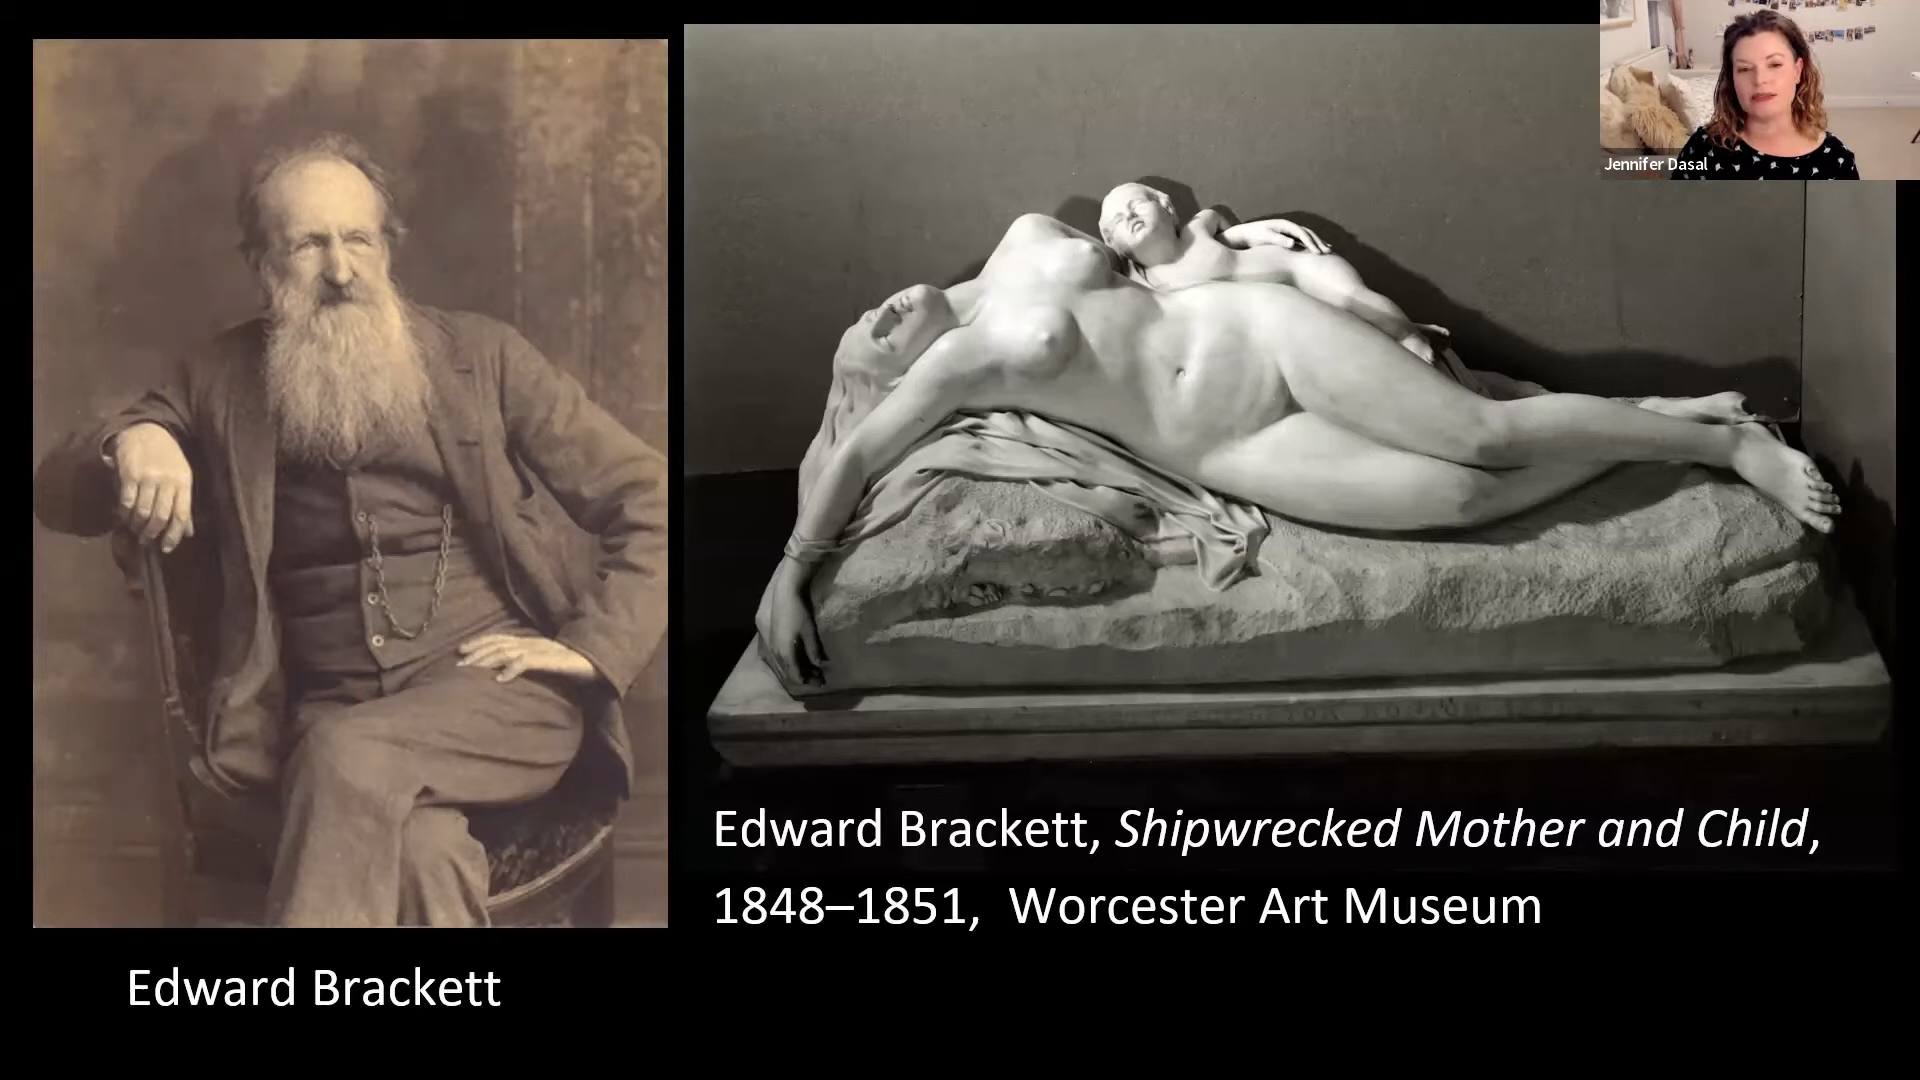 Jennifer Dasal
Edward Brackett, Shipwrecked Mother and Child,
1848–1851, Worcester Art Museum
Edward Brackett